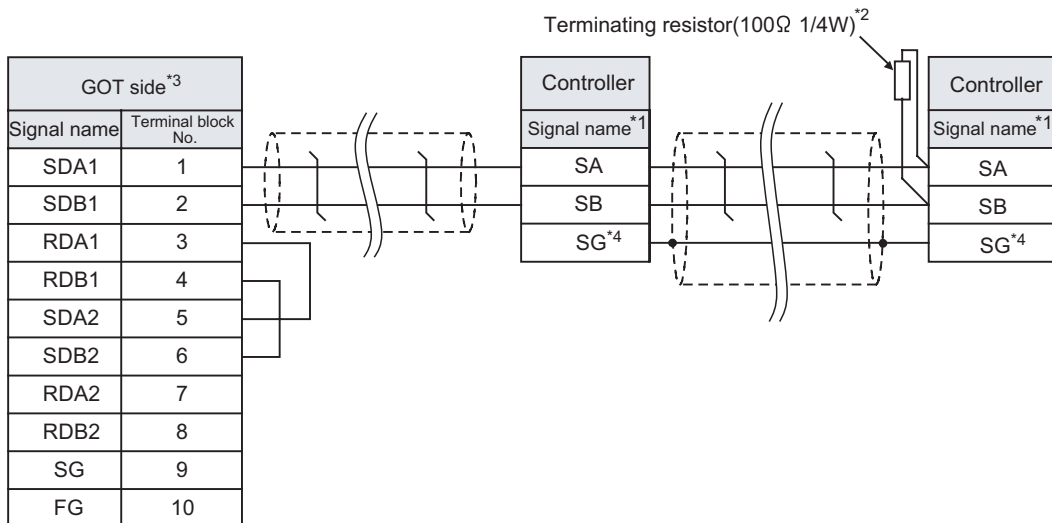 Terminating resistor(100Ω 1/4W)*2
GOT side*3
Signal name Terminal block No.
SDA1 1
SDB1 2
RDA1 3
RDB1 4
SDA2 5
SDB2 6
RDA2 7
RDB2 8
SG 9
FG 10
Controller
Signal name*1
SA
SB
SG*4
Controller
Signal name*1
SA
SB
SG*4